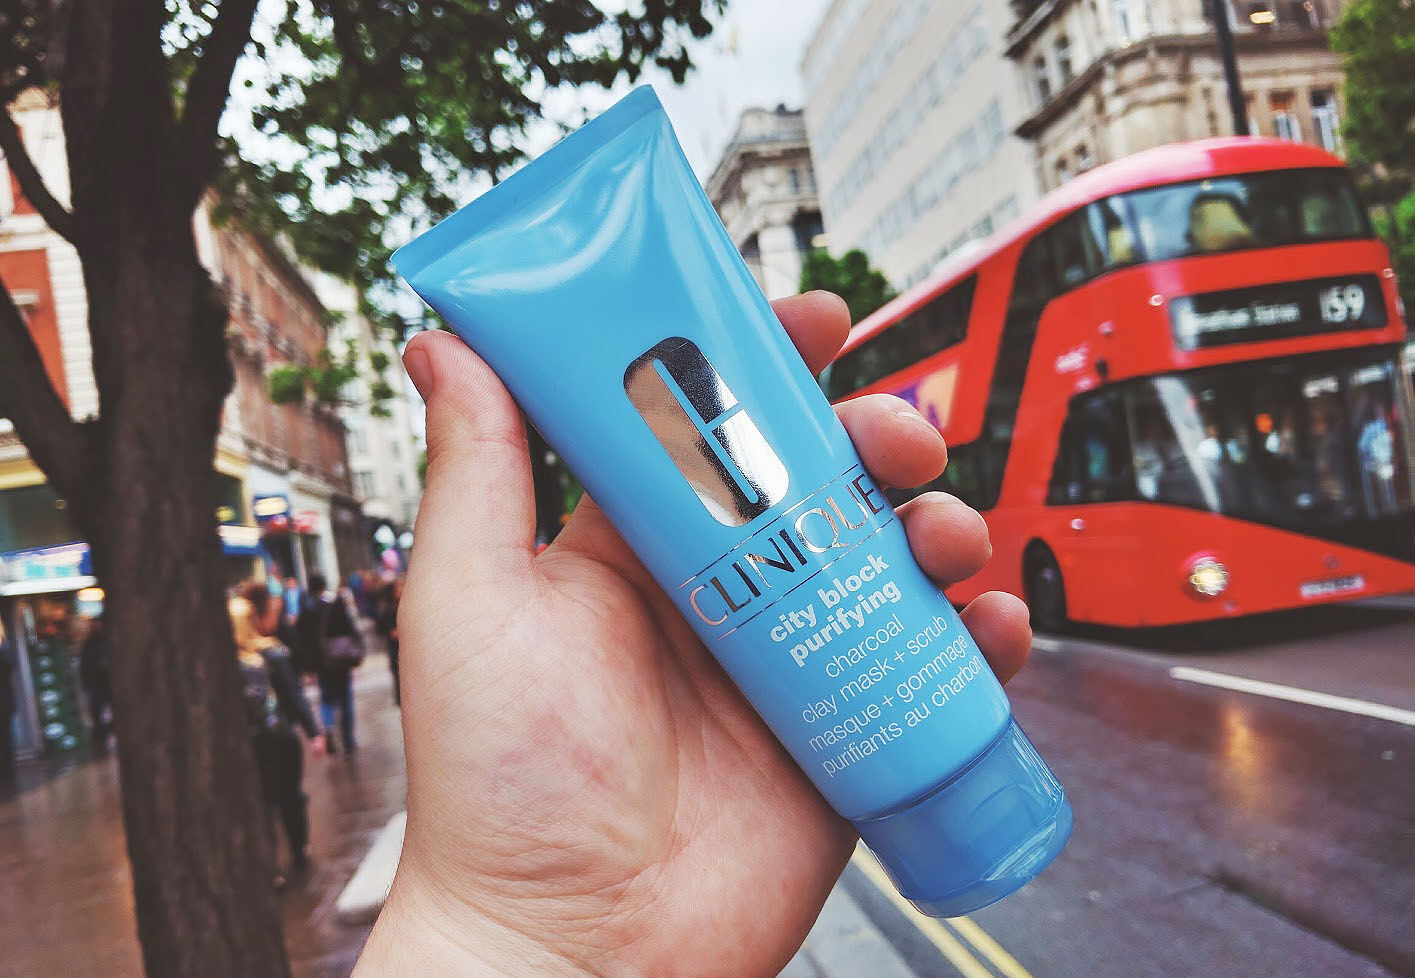 CLINIQUE
city block
purifying
charcoal
clay mask + scrub
masque + gommage
purifiants au charbon
159